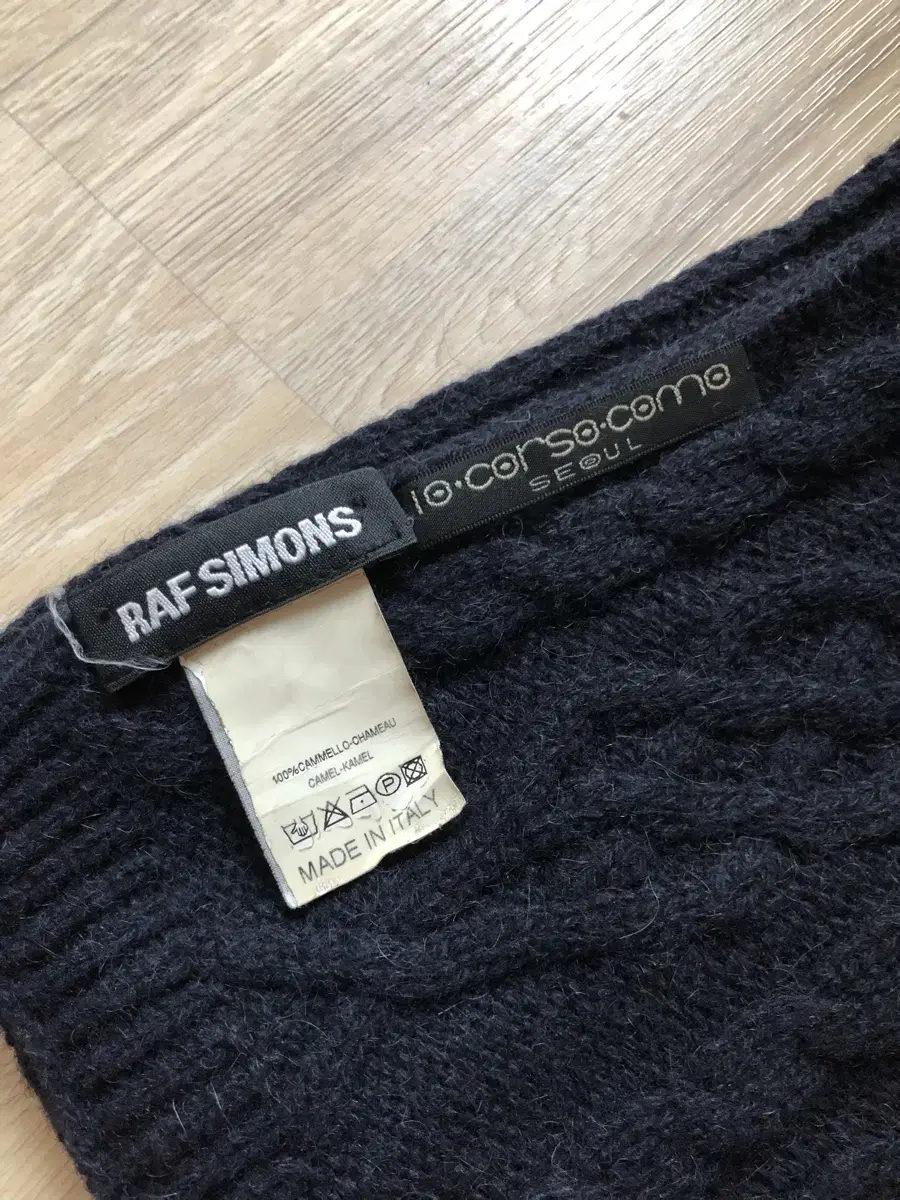 RAF SIMONS
10·corso·como
SEOUL
100%CAMMELLO-CHAMEAU
CAMEL-KAMEL
P
MADE IN ITALY